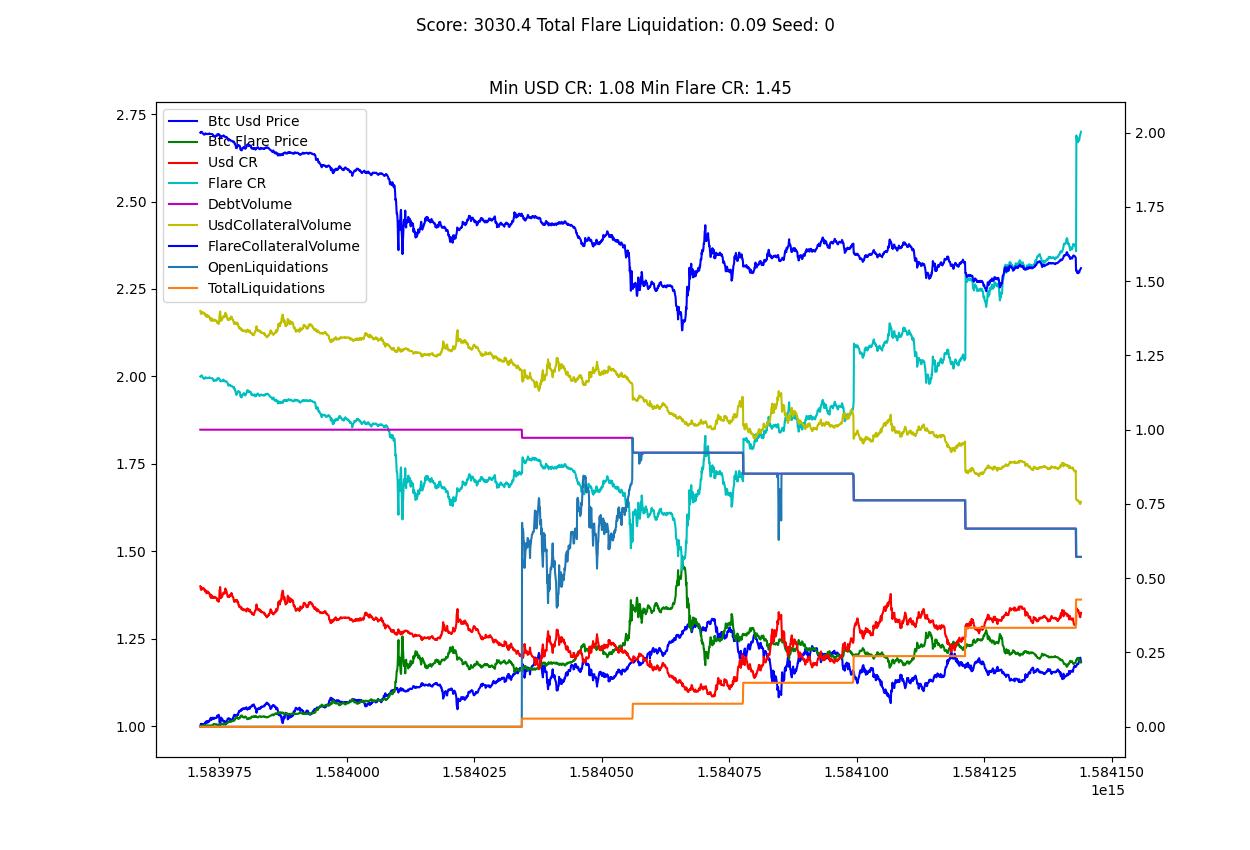 Score: 3030.4 Total Flare Liquidation: 0.09 Seed: 0
Min USD CR: 1.08 Min Flare CR: 1.45
Btc Usd Price
Btc Flare Price
Usd CR
Flare CR
DebtVolume
UsdCollateralVolume
FlareCollateralVolume
OpenLiquidations
TotalLiquidations
2.75
2.50
2.25
2.00
1.75
1.50
1.25
1.00
2.00
1.75
1.50
1.25
1.00
0.75
0.50
0.25
0.00
1.583975 1.584000 1.584025 1.584050 1.584075 1.584100 1.584125 1.584150
1e15